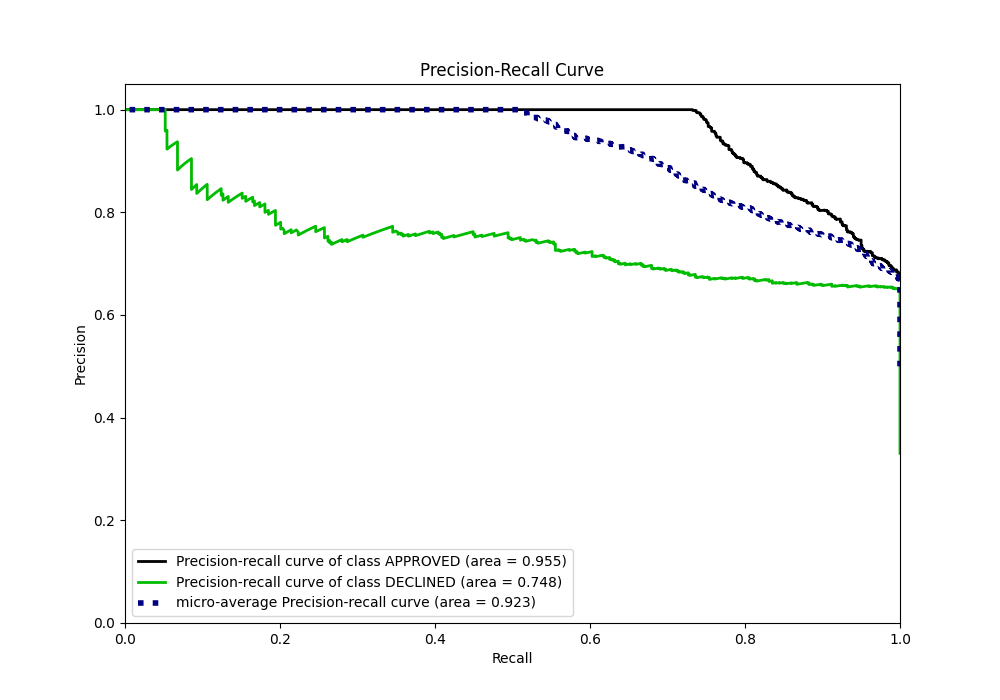 Precision-Recall Curve
1.0
0.8
0.6
0.4
0.2
0.0
Precision
Precision-recall curve of class APPROVED (area = 0.955)
Precision-recall curve of class DECLINED (area = 0.748)
micro-average Precision-recall curve (area = 0.923)
0.0 0.2 0.4 0.6 0.8 1.0
Recall